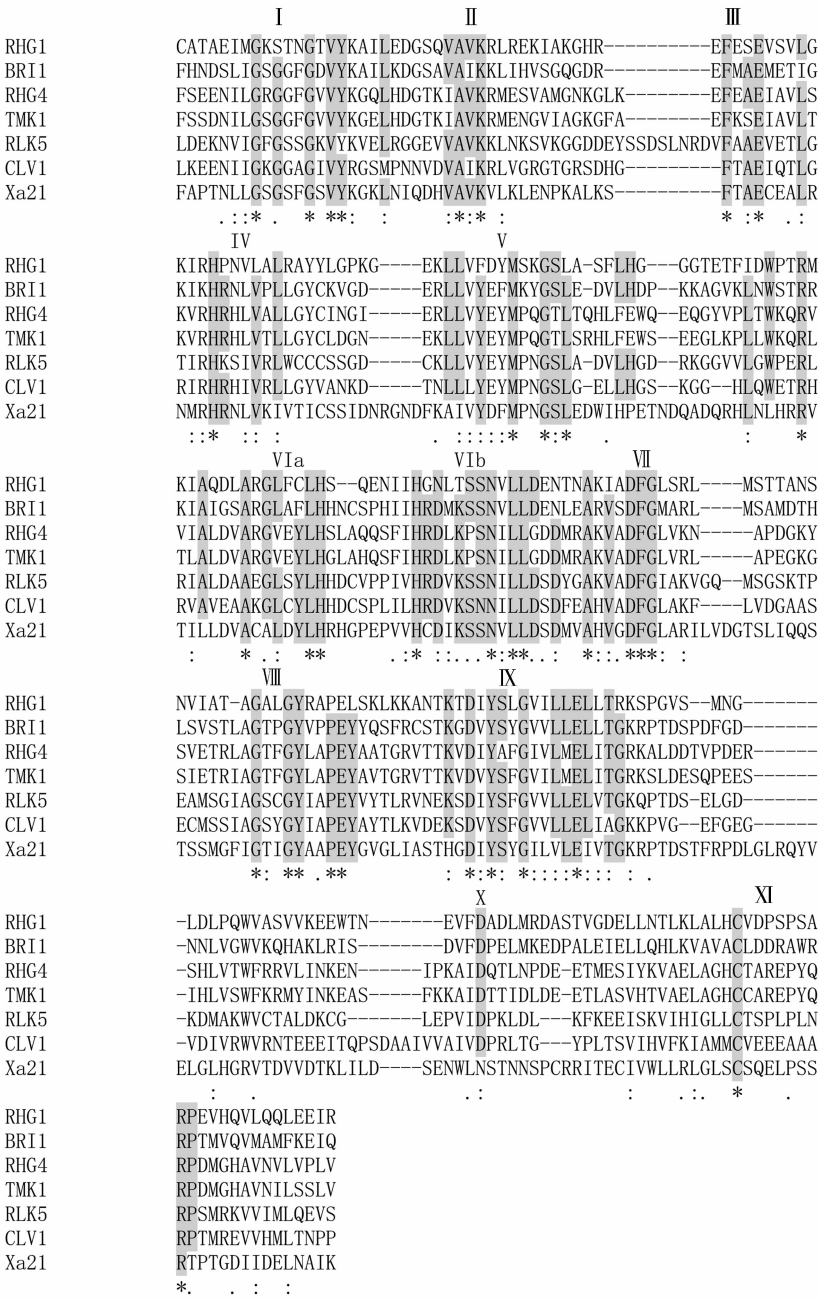 Ⅰ Ⅱ Ⅲ
RHG1 CATAEIMGKSTNGTVYKAILEDGSQVAVKRLREKIAKGHR----------EFESEVSVLG
BRI1 FHNDSLIGSGGFGDVYKAILKDGSAVAIKKLIHVSGQGDR----------EFMAEMETIG
RHG4 FSEENILGRGGFGVVYKGQLHDGTKIAVKRMESVAMGNKGLK--------EFEAEIAVLS
TMK1 FSSDNILGSGGFGVVYKGELHDGTKIAVKRMENGVIAGKGFA--------EFKSEIAVLT
RLK5 LDEKNVIGFGSSGKVYKVELRGGEVVAVKKLNKSVKGGDDEYSSDSLNRDVFAAEVETLG
CLV1 LKEENIIGKGGAGIVYRGSMPNNVDVAIKRLVGRGTGRSDHG--------FTAEIQTLG
Xa21 FAPTNLLGSGSFGSVYKGKLNIQDHVAVKVLKLENPKALKS---------FTAECEALR
.::* * **: : :*:* : * :* .:
IV V
RHG1 KIRHPNVLALRAYYLGPKG----EKLLVFDYMSKGSLA-SFLHG---GGTETFIDWPTRM
BRI1 KIKHRNLVPLLGYCKVGD-----ERLLVYEFMKYGSLE-DVLHDP--KKAGVKLNWSTRR
RHG4 KVRHRHLVALLGYCINGI-----ERLLVYEYMPQGTLTQHLFEWQ--EQGYVPLTWKQRV
TMK1 KVRHRHLVTLLGYCLDGN-----EKLLVYEYMPQGTLSRHLFEWS--EEGLKPLLWKQRL
RLK5 TIRHKSIVRLWCCCSSGD-----CKLLVYEYMPNGSLA-DVLHGD--RKGGVVLGWPERL
CLV1 RIRHRHIVRLLGYVANKD-----TNLLLYEYMPNGSLG-ELLHGS--KGG--HLQWETRH
Xa21 NMRHRNLVKIVTICSSIDNRGNDFKAIVYDFMPNGSLEDWIHPETNDQADQRHLNLHRRV
::* :: : . :::::* *:* . : *
VIa VIb Ⅶ
RHG1 KIAQDLARGLFCLHS--QENIIHGNLTSSNVLLDENTNAKIADFGLSRL----MSTTANS
BRI1 KIAIGSARGLAFLHHNCSPHIIHRDMKSSNVLLDENLEARVSDFGMARL----MSAMDTH
RHG4 VIALDVARGVEYLHSLAQQSFIHRDLKPSNILLGDDMRAKVADFGLVKN----APDGKY
TMK1 TLALDVARGVEYLHGLAHQSFIHRDLKPSNILLGDDMRAKVADFGLVRL----APEGKG
RLK5 RIALDAAEGLSYLHHDCVPPIVHRDVKSSNILLDSDYGAKVADFGIAKVGQ--MSGSKTP
CLV1 RVAVEAAKGLCYLHHDCSPLILHRDVKSNNILLDSDFEAHVADFGLAKF----LVDGAAS
Xa21 TILLDVACALDYLHRHGPEPVVHCDIKSSNVLLDSDMVAHVGDFGLARILVDGTSLIQQS
: * .: ** .:* :...*:**..: *::.***: :
Ⅷ Ⅸ
RHG1 NVIAT-AGALGYRAPELSKLKKANTKTDIYSLGVILLELLTRKSPGVS--MNG-------
BRI1 LSVSTLAGTPGYVPPEYYQSFRCSTKGDVYSYGVVLLELLTGKRPTDSPDFGD-------
RHG4 SVETRLAGTFGYLAPEYAATGRVTTKVDIYAFGIVLMELITGRKALDDTVPDER------
TMK1 SIETRIAGTFGYLAPEYAVTGRVTTKVDVYSFGVILMELITGRKSLDESQPEES------
RLK5 EAMSGIAGSCGYIAPEYVYTLRVNEKSDIYSFGVVLLELVTGKQPTDS-ELGD-------
CLV1 ECMSSIAGSYGYIAPEYAYTLKVDEKSDVYSFGVVLLELIAGKKPVG--EFGEG------
Xa21 TSSMGFIGTIGYAAPEYGVGLIASTHGDIYSYGILVLEIVTGKRPTDSTFRPDLGLRQYV
*: ** .** : *:*: *::::*::: : .
X Ⅺ
RHG1 -LDLPQWVASVVKEEWTN-------EVFDADLMRDASTVGDELLNTLKLALHCVDPSPSA
BRI1 -NNLVGWVKQHAKLRIS--------DVFDPELMKEDPALEIELLQHLKVAVACLDDRAWR
RHG4 -SHLVTWFRRVLINKEN------IPKAIDQTLNPDE-ETMESIYKVAELAGHCTAREPYQ
TMK1 -IHLVSWFKRMYINKEAS-----FKKAIDTTIDLDE-ETLASVHTVAELAGHCCAREPYQ
RLK5 -KDMAKWVCTALDKCG------LEPVIDPKLDL---KFKEEISKVIHIGLLCTSPLPLN
CLV1 -VDIVRWVRNTEEEITQPSDAAIVVAIVDPRLTG---YPLTSVIHVFKIAMMCVEEEAAA
Xa21 ELGLHGRVTDVVDTKLILD----SENWLNSTNNSPCRRITECIVWLLRLGLSCSQELPSS
: . .: : .:. * .
RHG1 RPEVHQVLQQLEEIR
BRI1 RPTMVQVMAMFKEIQ
RHG4 RPDMGHAVNVLVPLV
TMK1 RPDMGHAVNILSSLV
RLK5 RPSMRKVVIMLQEVS
CLV1 RPTMREVVHMLTNPP
Xa21 RTPTGDIIDELNAIK
*. . : :